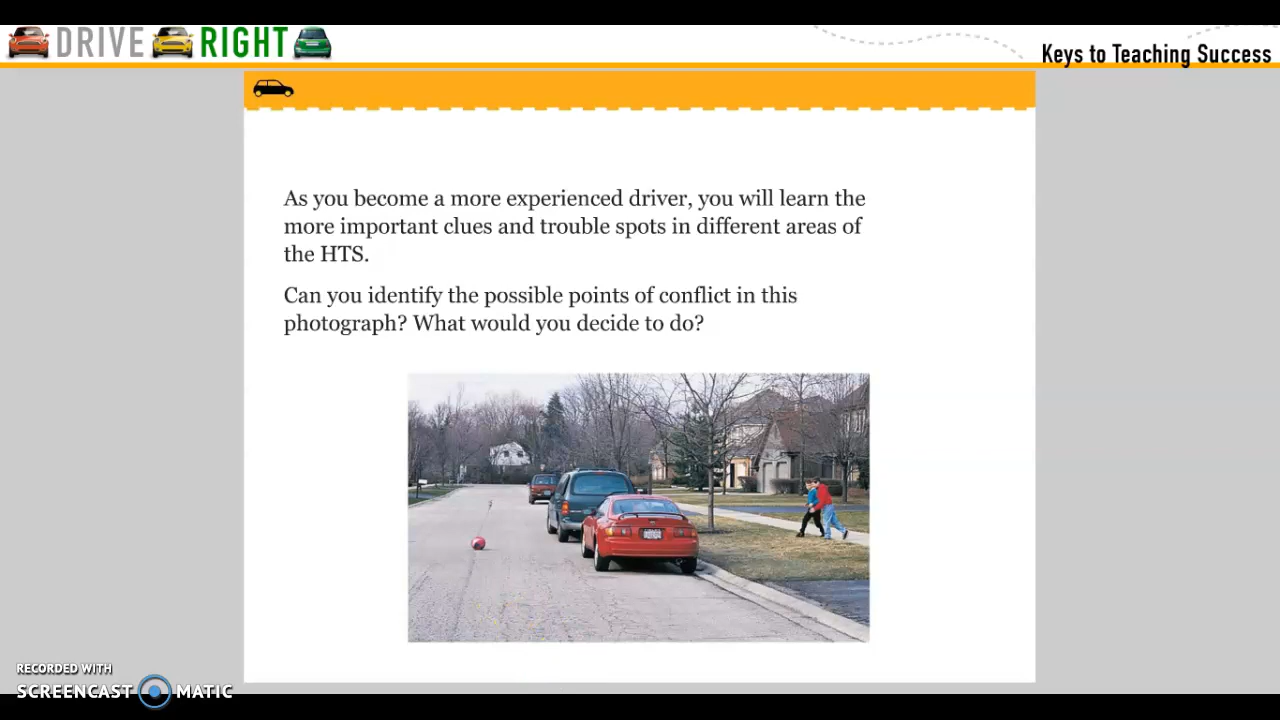 DRIVE RIGHT
Keys to Teaching Success
As you become a more experienced driver, you will learn the
more important clues and trouble spots in different areas of
the HTS.
Can you identify the possible points of conflict in this
photograph? What would you decide to do?
RECORDED WITH
SCREENCAST MATIC